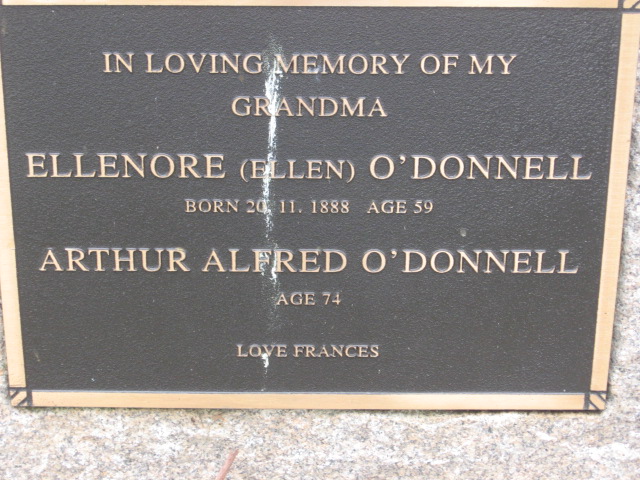 IN LOVING MEMORY OF MY
GRANDMA
ELLENORE (ELLEN) O'DONNELL
BORN 20. 11. 1888 AGE 59
ARTHUR ALFRED O'DONNELL
AGE 74
LOVE FRANCES